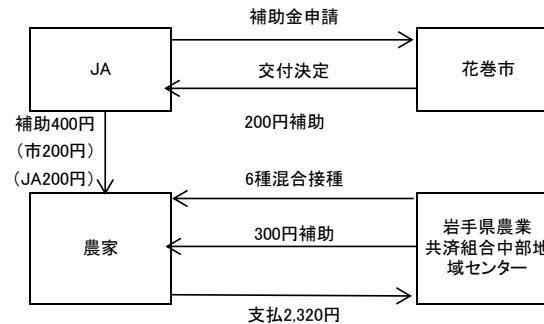 補助金申請
JA
花巻市
交付決定
補助400円
(市200円)
(JA200円)
200円補助
6種混合接種
農家
300円補助
岩手県農業
共済組合中部地
域センター
支払2,320円